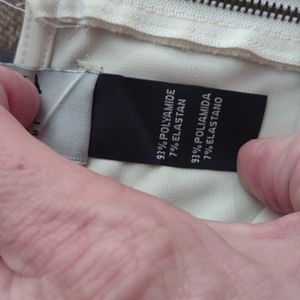 93% POLYAMIDE
7% ELASTAN
93% POLIAMIDA
7% ELASTANO